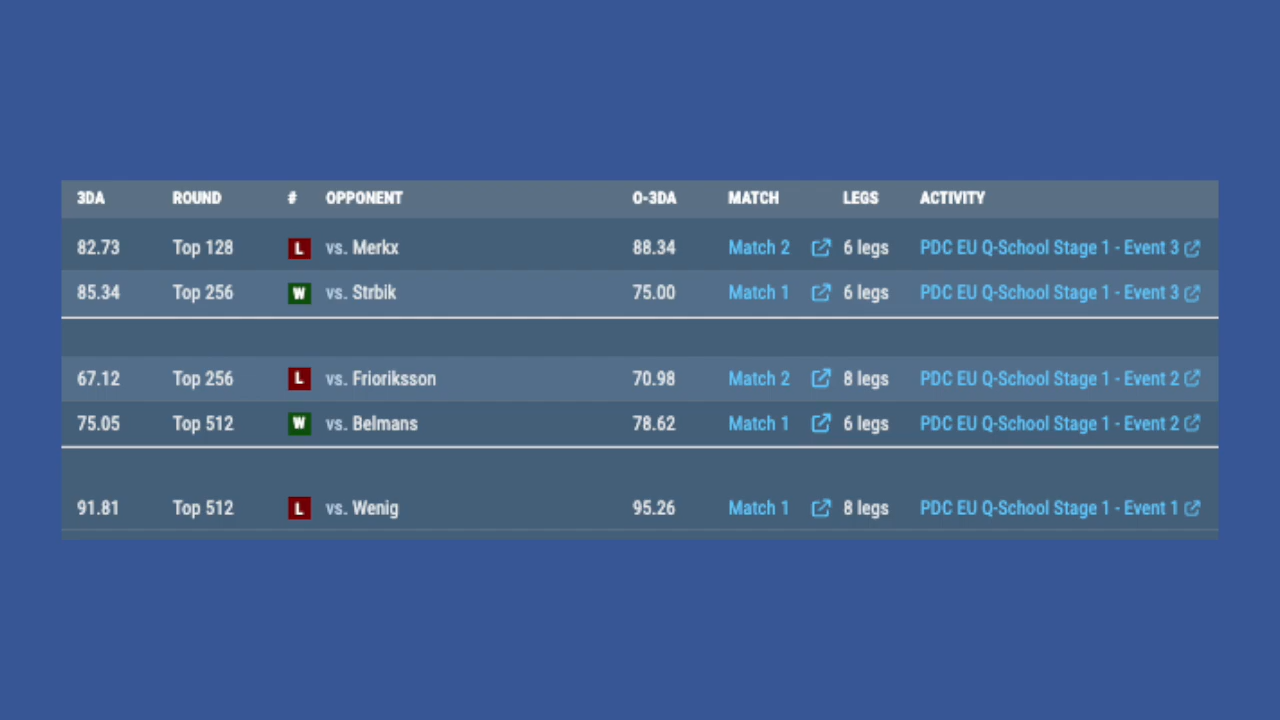 3DA ROUND # OPPONENT O-3DA MATCH LEGS ACTIVITY
82.73 Top 128 L vs. Merkx 88.34 Match 2 6 legs PDC EU Q-School Stage 1 - Event 3
85.34 Top 256 W vs. Strbik 75.00 Match 1 6 legs PDC EU Q-School Stage 1 - Event 3
67.12 Top 256 L vs. Frioriksson 70.98 Match 2 8 legs PDC EU Q-School Stage 1 - Event 2
75.05 Top 512 W vs. Belmans 78.62 Match 1 6 legs PDC EU Q-School Stage 1 - Event 2
91.81 Top 512 L vs. Wenig 95.26 Match 1 8 legs PDC EU Q-School Stage 1 - Event 1